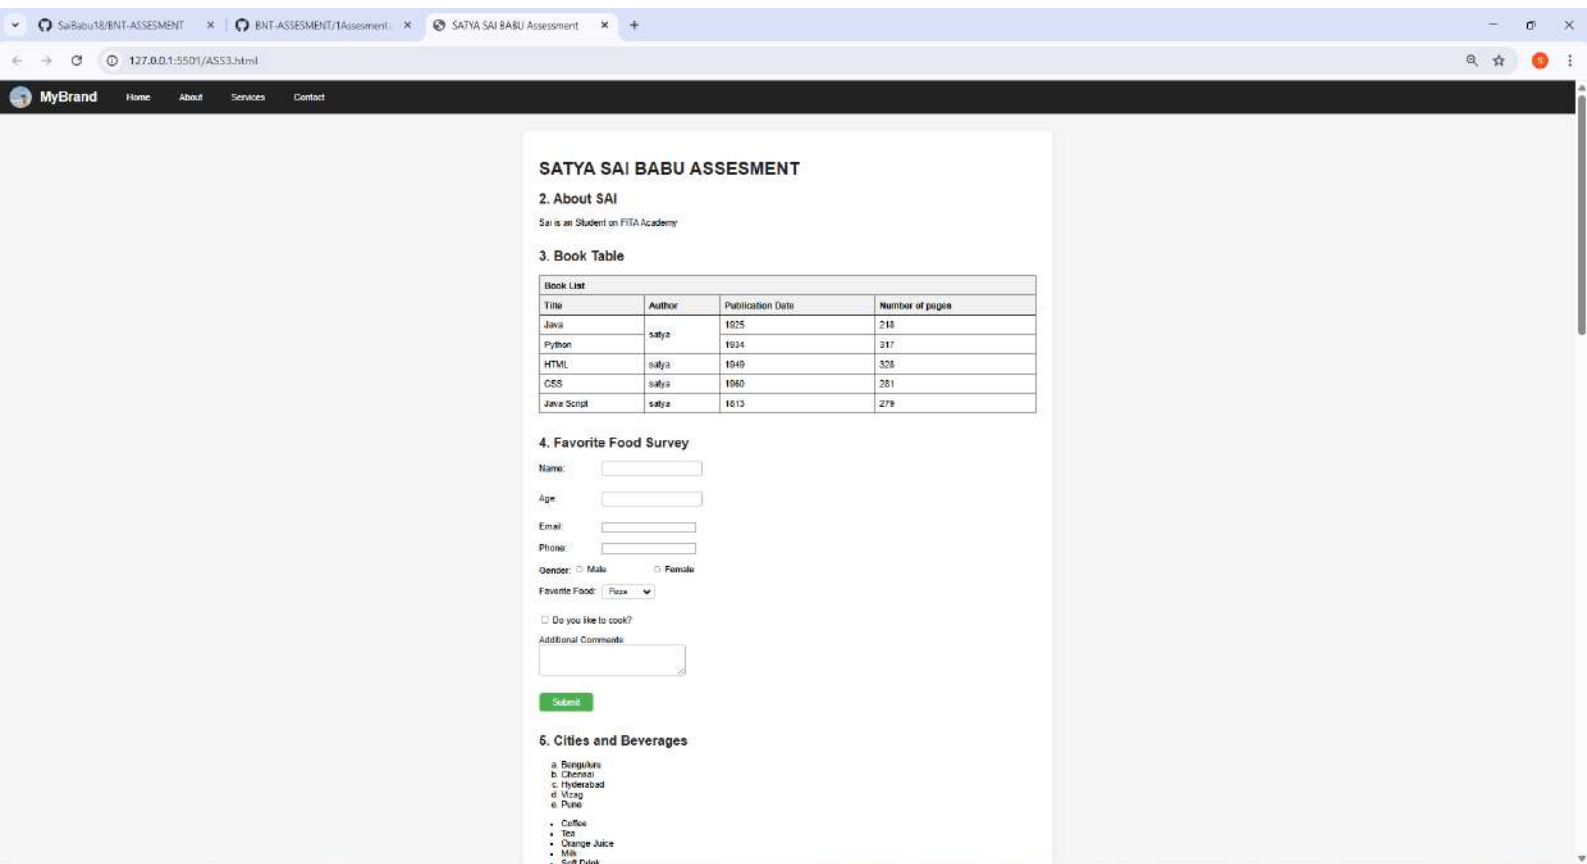 SaiBabu18/BNT-ASSESMENT
BNT-ASSESMENT/1Assesment.
SATYA SAI BABU Assessment
127.0.0.1:5501/ASS3.html
S
MyBrand Home About Services Contact
SATYA SAI BABU ASSESMENT
2. About SAI
Sai is an Student on FITA Academy
3. Book Table
Book List
Title Author Publication Date Number of pages
Java satya 1925 218
Python 1934 317
HTML satya 1949 328
CSS satya 1960 281
Java Script satya 1813 279
4. Favorite Food Survey
Name:
Age:
Email:
Phone:
Gender: Male Female
Favorite Food: Pizza
Do you like to cook?
Additional Comments:
Submit
5. Cities and Beverages
a. Benguluru
b. Chennai
c. Hyderabad
d. Vizag
e. Pune
• Coffee
• Tea
• Orange Juice
• Milk
• Soft Drink